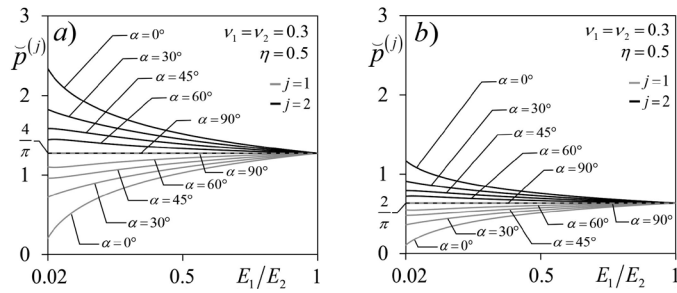 3
a)
ν₁ = ν₂ = 0.3
η = 0.5
j = 1
j = 2
p̆⁽ʲ⁾
α = 0°
α = 30°
2
α = 45°
α = 60°
α = 90°
4/π
1
α = 90°
α = 60°
α = 45°
α = 30°
α = 0°
0
0.02
0.5
E₁/E₂
1
3
b)
ν₁ = ν₂ = 0.3
η = 0.5
j = 1
j = 2
p̆⁽ʲ⁾
2
α = 0°
α = 30°
α = 45°
α = 60°
α = 90°
1
2/π
α = 90°
α = 60°
α = 30°
α = 45°
α = 0°
0
0.02
0.5
E₁/E₂
1